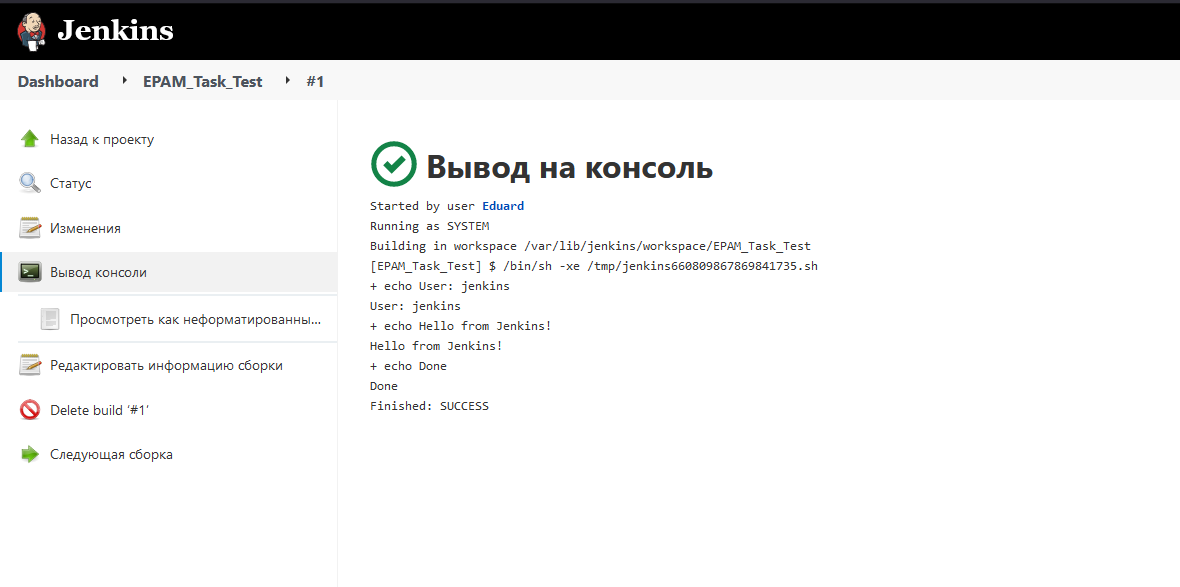 Jenkins
Dashboard EPAM_Task_Test #1
Назад к проекту
Статус
Изменения
Вывод консоли
Просмотреть как неформатированны...
Редактировать информацию сборки
Delete build ‘#1’
Следующая сборка
Вывод на консоль
Started by user Eduard
Running as SYSTEM
Building in workspace /var/lib/jenkins/workspace/EPAM_Task_Test
[EPAM_Task_Test] $ /bin/sh -xe /tmp/jenkins660809867869841735.sh
+ echo User: jenkins
User: jenkins
+ echo Hello from Jenkins!
Hello from Jenkins!
+ echo Done
Done
Finished: SUCCESS